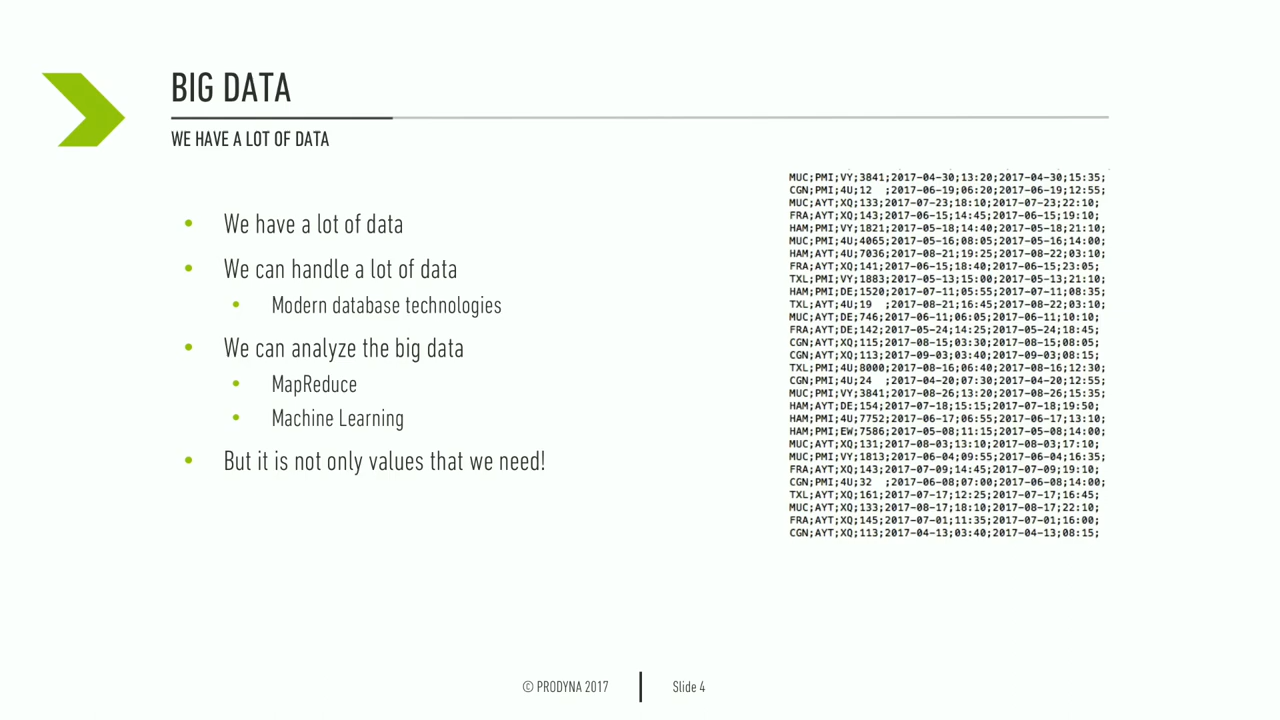 BIG DATA
WE HAVE A LOT OF DATA
• We have a lot of data
• We can handle a lot of data
• Modern database technologies
• We can analyze the big data
• MapReduce
• Machine Learning
• But it is not only values that we need!
MUC;PMI;VY;3841;2017-04-30;13:20;2017-04-30;15:35;
CGN;PMI;4U;12  ;2017-06-19;06:20;2017-06-19;12:55;
MUC;AYT;XQ;133;2017-07-23;18:10;2017-07-23;22:10;
FRA;AYT;XQ;143;2017-06-15;14:45;2017-06-15;19:10;
HAM;PMI;VY;1821;2017-05-18;14:40;2017-05-18;21:10;
MUC;PMI;4U;4065;2017-05-16;08:05;2017-05-16;14:00;
HAM;AYT;4U;7036;2017-08-21;19:25;2017-08-22;03:10;
FRA;AYT;XQ;141;2017-06-15;18:40;2017-06-15;23:05;
TXL;PMI;VY;1883;2017-05-13;15:00;2017-05-13;21:10;
HAM;PMI;DE;1520;2017-07-11;05:55;2017-07-11;08:35;
TXL;AYT;4U;19  ;2017-08-21;16:45;2017-08-22;03:10;
MUC;AYT;DE;746;2017-06-11;06:05;2017-06-11;10:10;
FRA;AYT;DE;142;2017-05-24;14:25;2017-05-24;18:45;
CGN;AYT;XQ;115;2017-08-15;03:30;2017-08-15;08:05;
CGN;AYT;XQ;113;2017-09-03;03:40;2017-09-03;08:15;
TXL;PMI;4U;8000;2017-08-16;06:40;2017-08-16;12:30;
CGN;PMI;4U;24  ;2017-04-20;07:30;2017-04-20;12:55;
MUC;PMI;VY;3841;2017-08-26;13:20;2017-08-26;15:35;
HAM;AYT;DE;154;2017-07-18;15:15;2017-07-18;19:50;
HAM;PMI;4U;7752;2017-06-17;06:55;2017-06-17;13:10;
HAM;PMI;EW;7586;2017-05-08;11:15;2017-05-08;14:00;
MUC;AYT;XQ;131;2017-08-03;13:10;2017-08-03;17:10;
MUC;PMI;VY;1813;2017-06-04;09:55;2017-06-04;16:35;
FRA;AYT;XQ;143;2017-07-09;14:45;2017-07-09;19:10;
CGN;PMI;4U;32  ;2017-06-08;07:00;2017-06-08;14:00;
TXL;AYT;XQ;161;2017-07-17;12:25;2017-07-17;16:45;
MUC;AYT;XQ;133;2017-08-17;18:10;2017-08-17;22:10;
FRA;AYT;XQ;145;2017-07-01;11:35;2017-07-01;16:00;
CGN;AYT;XQ;113;2017-04-13;03:40;2017-04-13;08:15;
© PRODYNA 2017
Slide 4